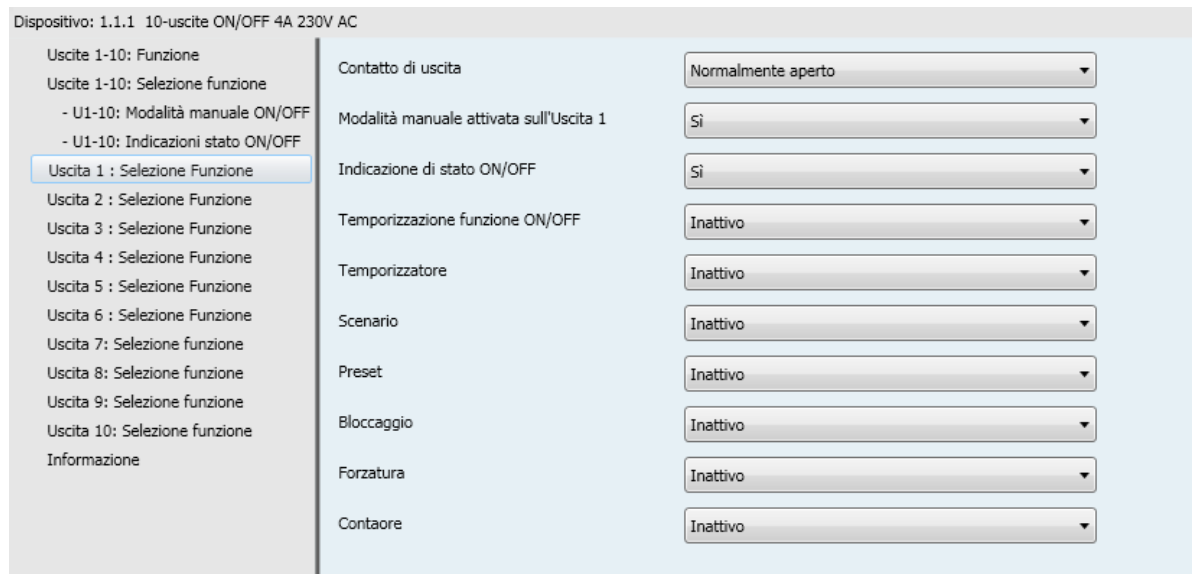 Dispositivo: 1.1.1 10-uscite ON/OFF 4A 230V AC
Uscite 1-10: Funzione
Uscite 1-10: Selezione funzione
- U1-10: Modalità manuale ON/OFF
- U1-10: Indicazioni stato ON/OFF
Uscita 1 : Selezione Funzione
Uscita 2 : Selezione Funzione
Uscita 3 : Selezione Funzione
Uscita 4 : Selezione Funzione
Uscita 5 : Selezione Funzione
Uscita 6 : Selezione Funzione
Uscita 7: Selezione funzione
Uscita 8: Selezione funzione
Uscita 9: Selezione funzione
Uscita 10: Selezione funzione
Informazione
Contatto di uscita Normalmente aperto
Modalità manuale attivata sull'Uscita 1 Sì
Indicazione di stato ON/OFF Sì
Temporizzazione funzione ON/OFF Inattivo
Temporizzatore Inattivo
Scenario Inattivo
Preset Inattivo
Bloccaggio Inattivo
Forzatura Inattivo
Contaore Inattivo